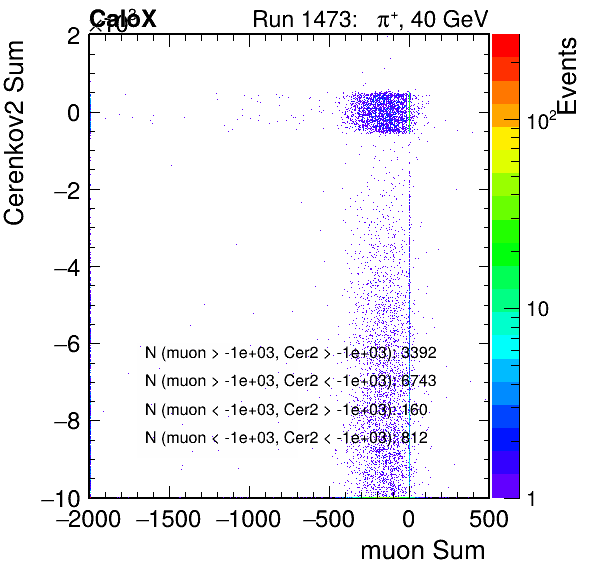 CaloX Run 1473: π⁺, 40 GeV
×10³
Cerenkov2 Sum
2
0
−2
−4
−6
−8
−10
N (muon > -1e+03, Cer2 > -1e+03): 3392
N (muon > -1e+03, Cer2 < -1e+03): 6743
N (muon < -1e+03, Cer2 > -1e+03): 160
N (muon < -1e+03, Cer2 < -1e+03): 812
−2000 −1500 −1000 −500 0 500
muon Sum
Events
10²
10
1